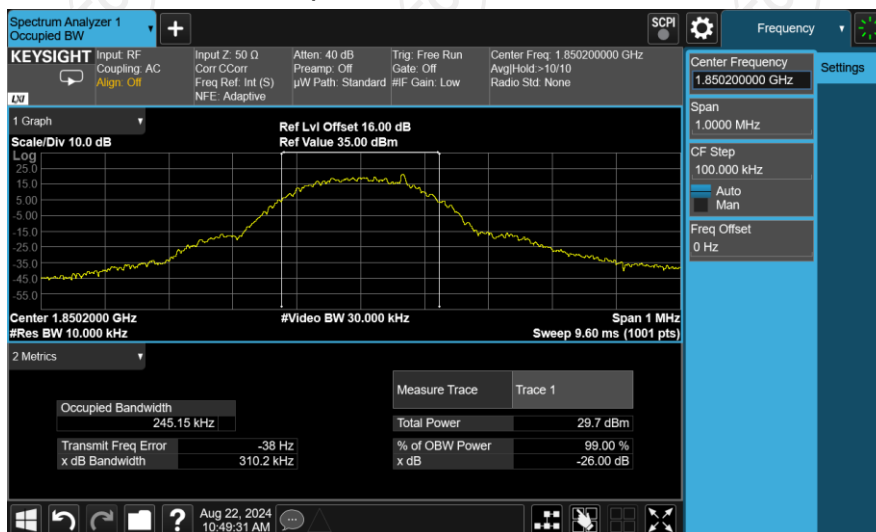 Spectrum Analyzer 1
Occupied BW
+
SCPI
Frequency
KEYSIGHT
Input: RF
Coupling: AC
Align: Off
Input Z: 50 Ω
Corr CCorr
Freq Ref: Int (S)
NFE: Adaptive
Atten: 40 dB
Preamp: Off
µW Path: Standard
Trig: Free Run
Gate: Off
#IF Gain: Low
Center Freq: 1.850200000 GHz
Avg|Hold:>10/10
Radio Std: None
LXI
Center Frequency
1.850200000 GHz
Settings
Span
1.0000 MHz
CF Step
100.000 kHz
Auto
Man
Freq Offset
0 Hz
1 Graph
Ref Lvl Offset 16.00 dB
Scale/Div 10.0 dB
Ref Value 35.00 dBm
Log
25.0
15.0
5.00
-5.00
-15.0
-25.0
-35.0
-45.0
-55.0
Center 1.8502000 GHz
#Video BW 30.000 kHz
Span 1 MHz
#Res BW 10.000 kHz
Sweep 9.60 ms (1001 pts)
2 Metrics
Measure Trace
Trace 1
Occupied Bandwidth
245.15 kHz
Total Power
29.7 dBm
Transmit Freq Error
-38 Hz
% of OBW Power
99.00 %
x dB Bandwidth
310.2 kHz
x dB
-26.00 dB
?
Aug 22, 2024
10:49:31 AM